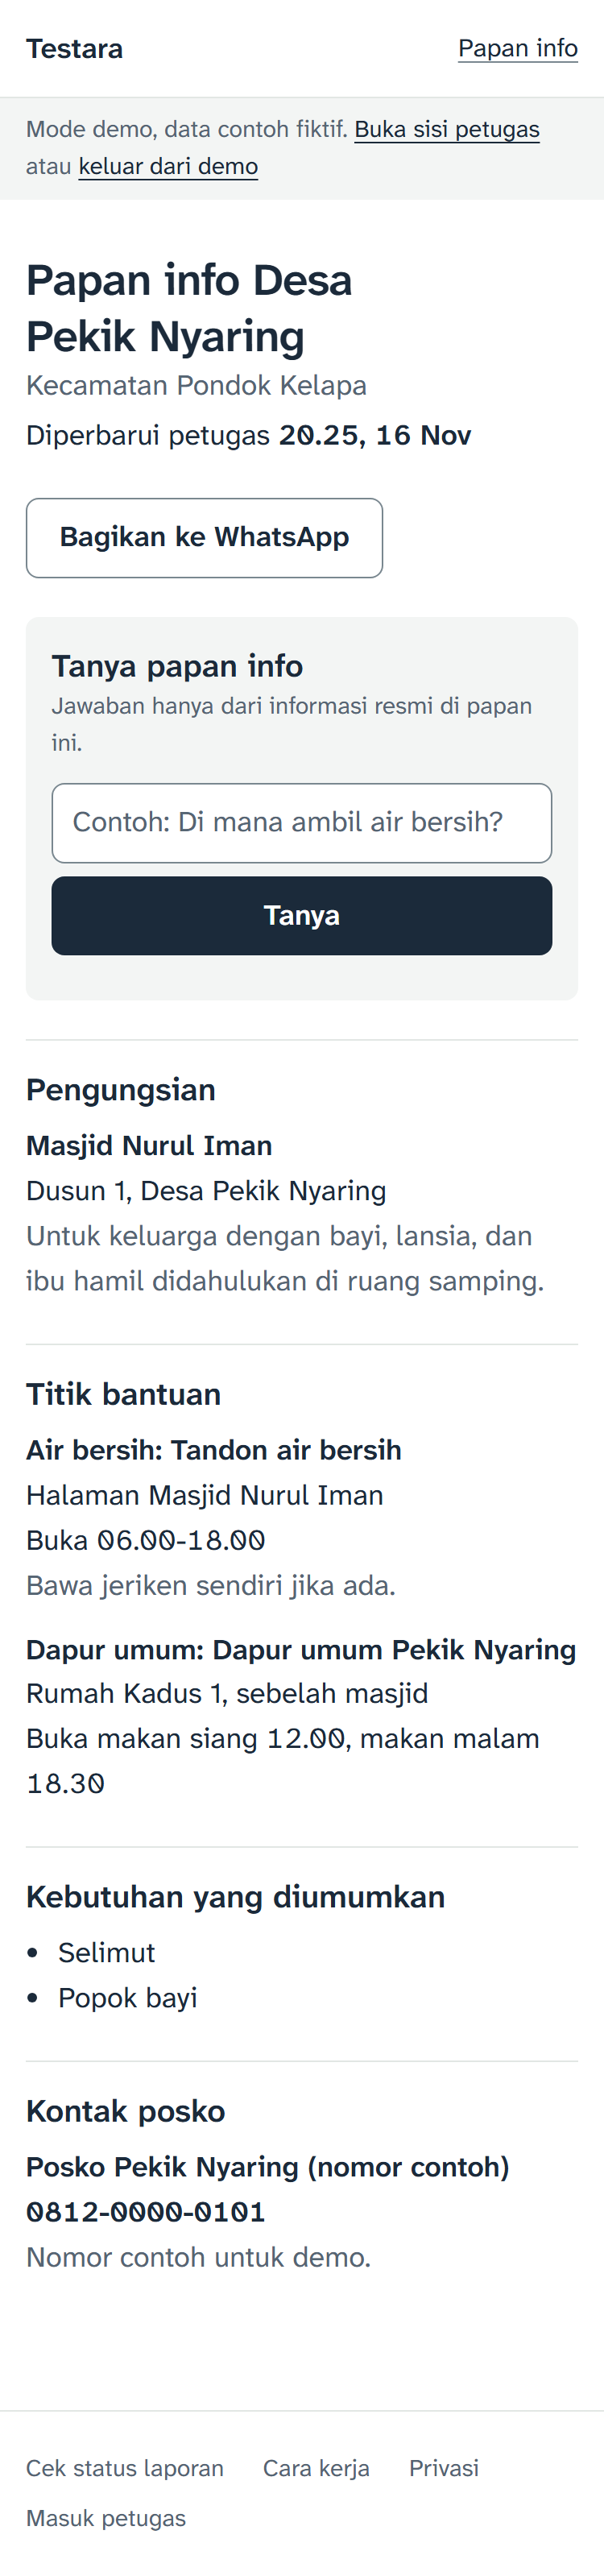 Testara
Papan info
Mode demo, data contoh fiktif. Buka sisi petugas
atau keluar dari demo
Papan info Desa
Pekik Nyaring
Kecamatan Pondok Kelapa
Diperbarui petugas 20.25, 16 Nov
Bagikan ke WhatsApp
Tanya papan info
Jawaban hanya dari informasi resmi di papan
ini.
Contoh: Di mana ambil air bersih?
Tanya
Pengungsian
Masjid Nurul Iman
Dusun 1, Desa Pekik Nyaring
Untuk keluarga dengan bayi, lansia, dan
ibu hamil didahulukan di ruang samping.
Titik bantuan
Air bersih: Tandon air bersih
Halaman Masjid Nurul Iman
Buka 06.00-18.00
Bawa jeriken sendiri jika ada.
Dapur umum: Dapur umum Pekik Nyaring
Rumah Kadus 1, sebelah masjid
Buka makan siang 12.00, makan malam
18.30
Kebutuhan yang diumumkan
• Selimut
• Popok bayi
Kontak posko
Posko Pekik Nyaring (nomor contoh)
0812-0000-0101
Nomor contoh untuk demo.
Cek status laporan Cara kerja Privasi
Masuk petugas